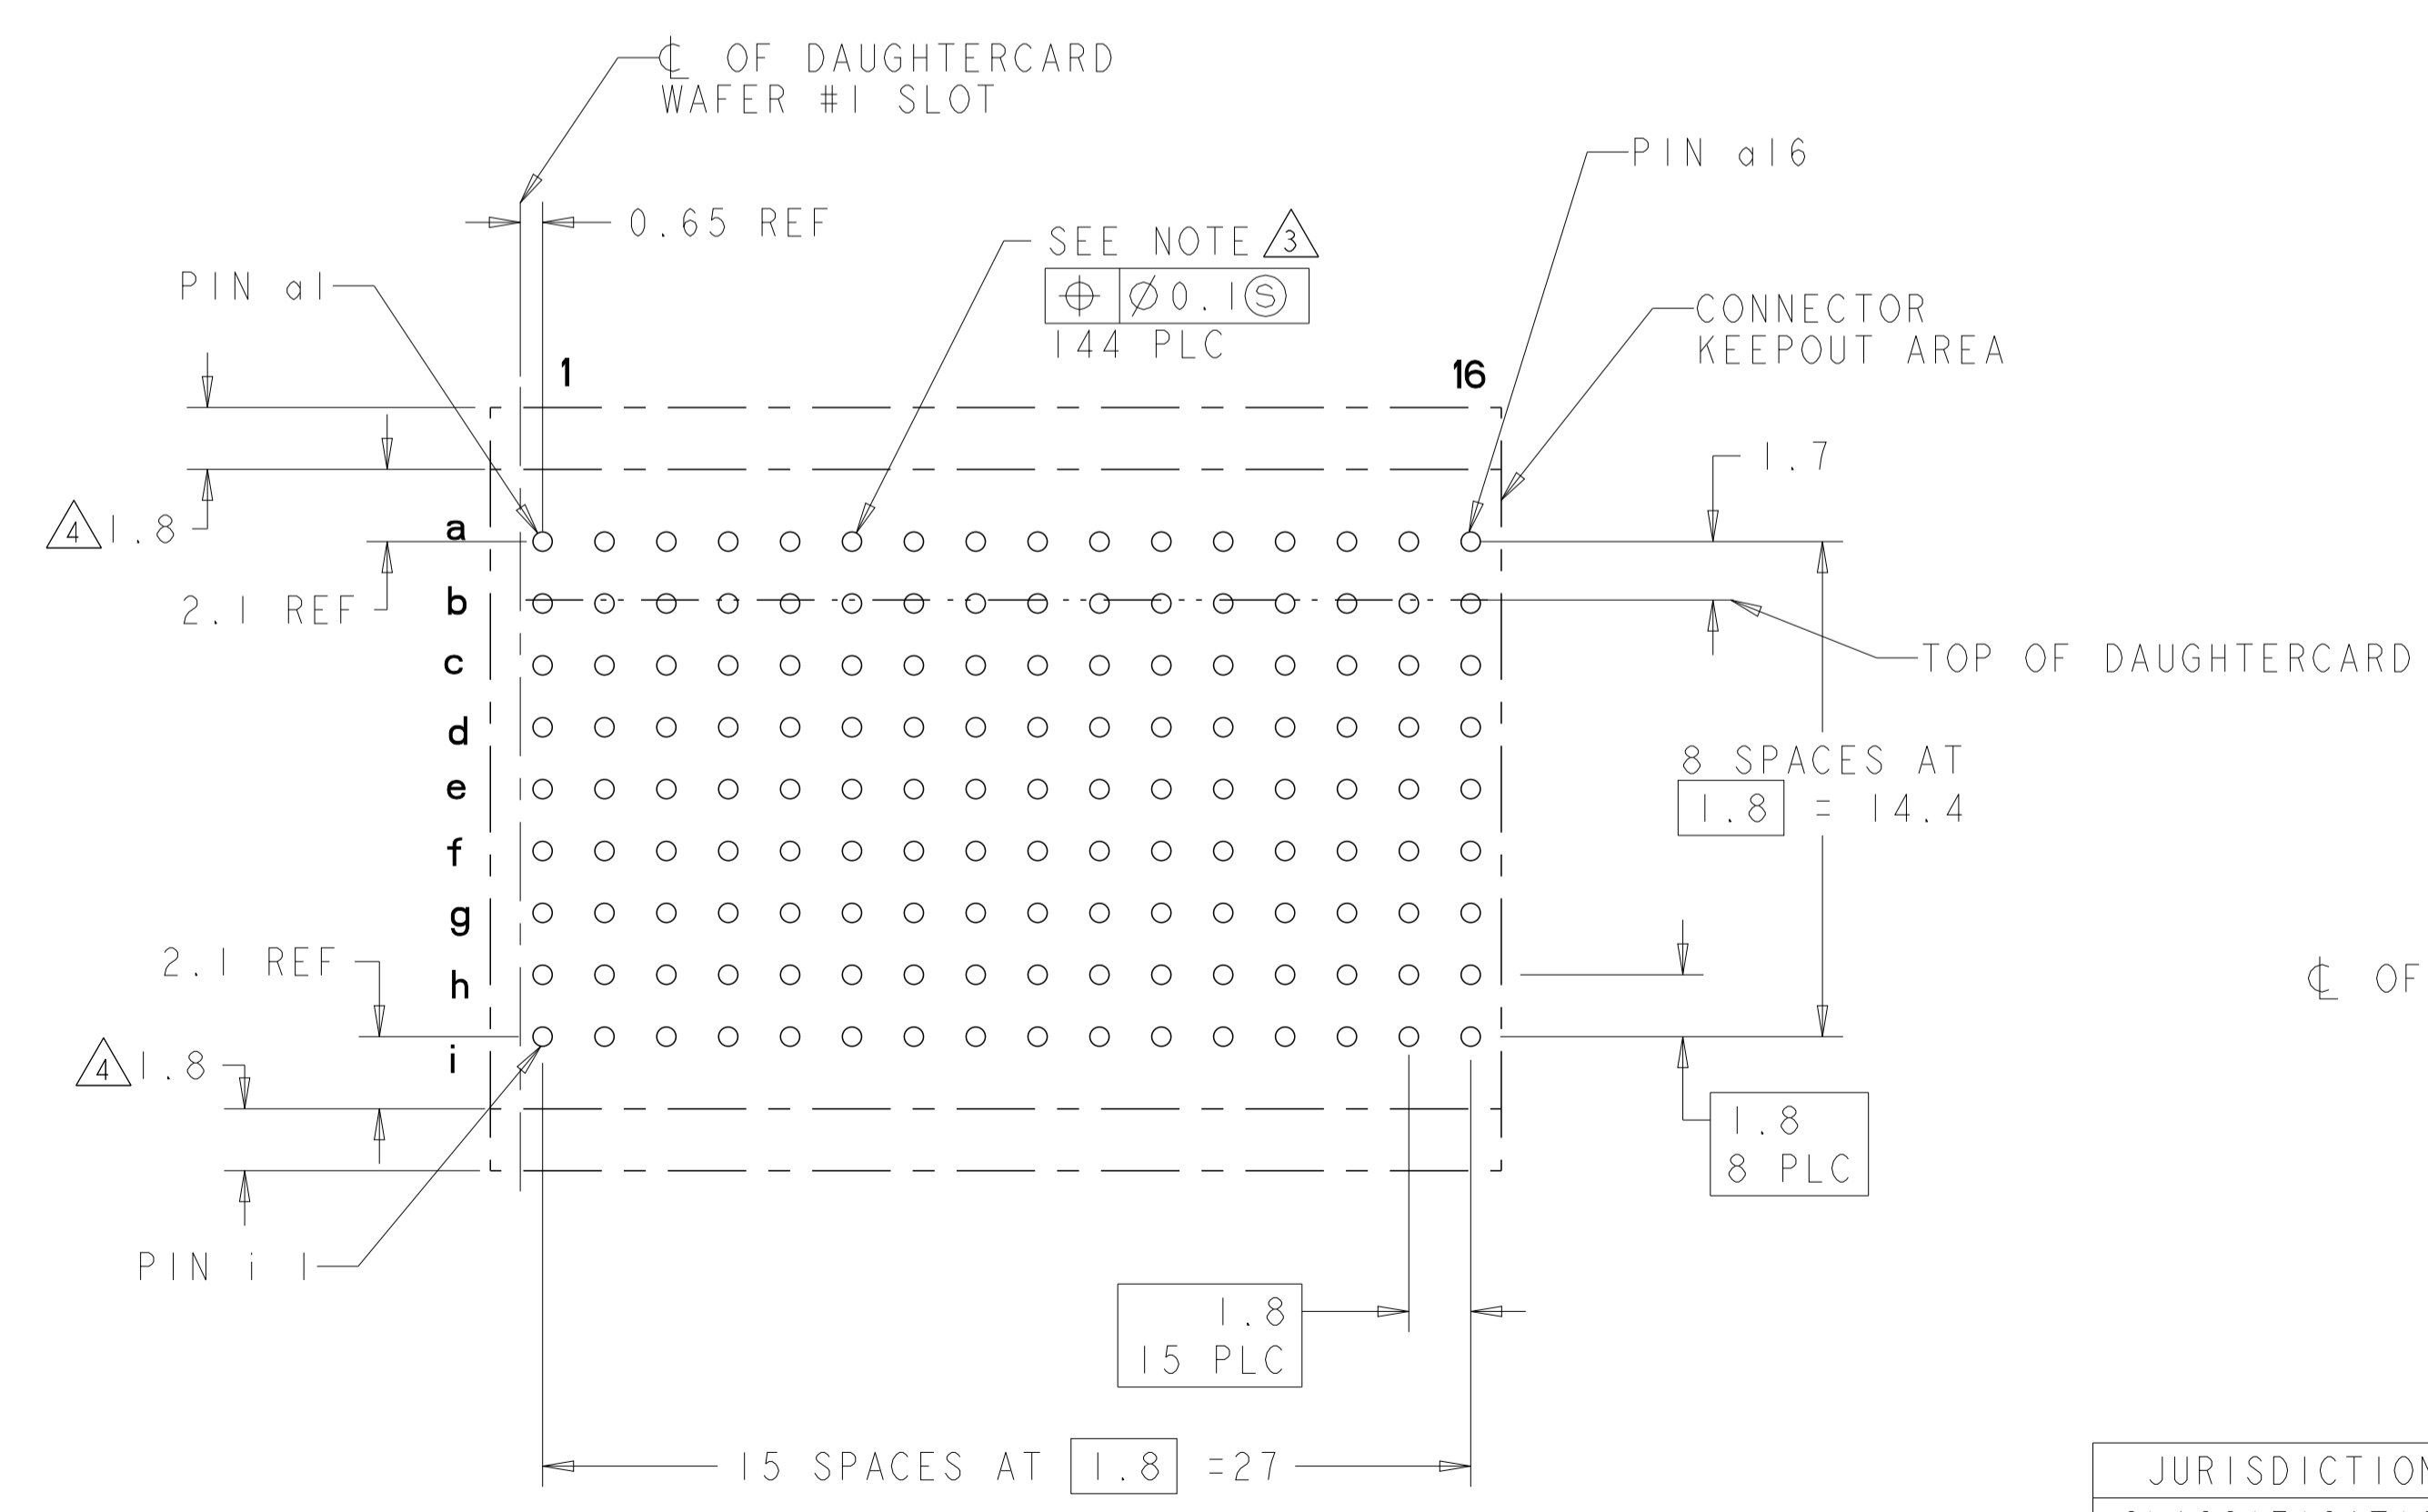 ℄ OF DAUGHTERCARD
WAFER #1 SLOT
PIN a16
0.65 REF
SEE NOTE 3
PIN a1
⌖ ⌀0.1Ⓢ
144 PLC
CONNECTOR
KEEPOUT AREA
1
16
1.7
4 1.8
a
2.1 REF
b
c
TOP OF DAUGHTERCARD
d
8 SPACES AT
1.8 = 14.4
e
f
g
2.1 REF
h
℄ OF
i
4 1.8
1.8
8 PLC
PIN i 1
1.8
15 PLC
15 SPACES AT 1.8 =27
JURISDICTION